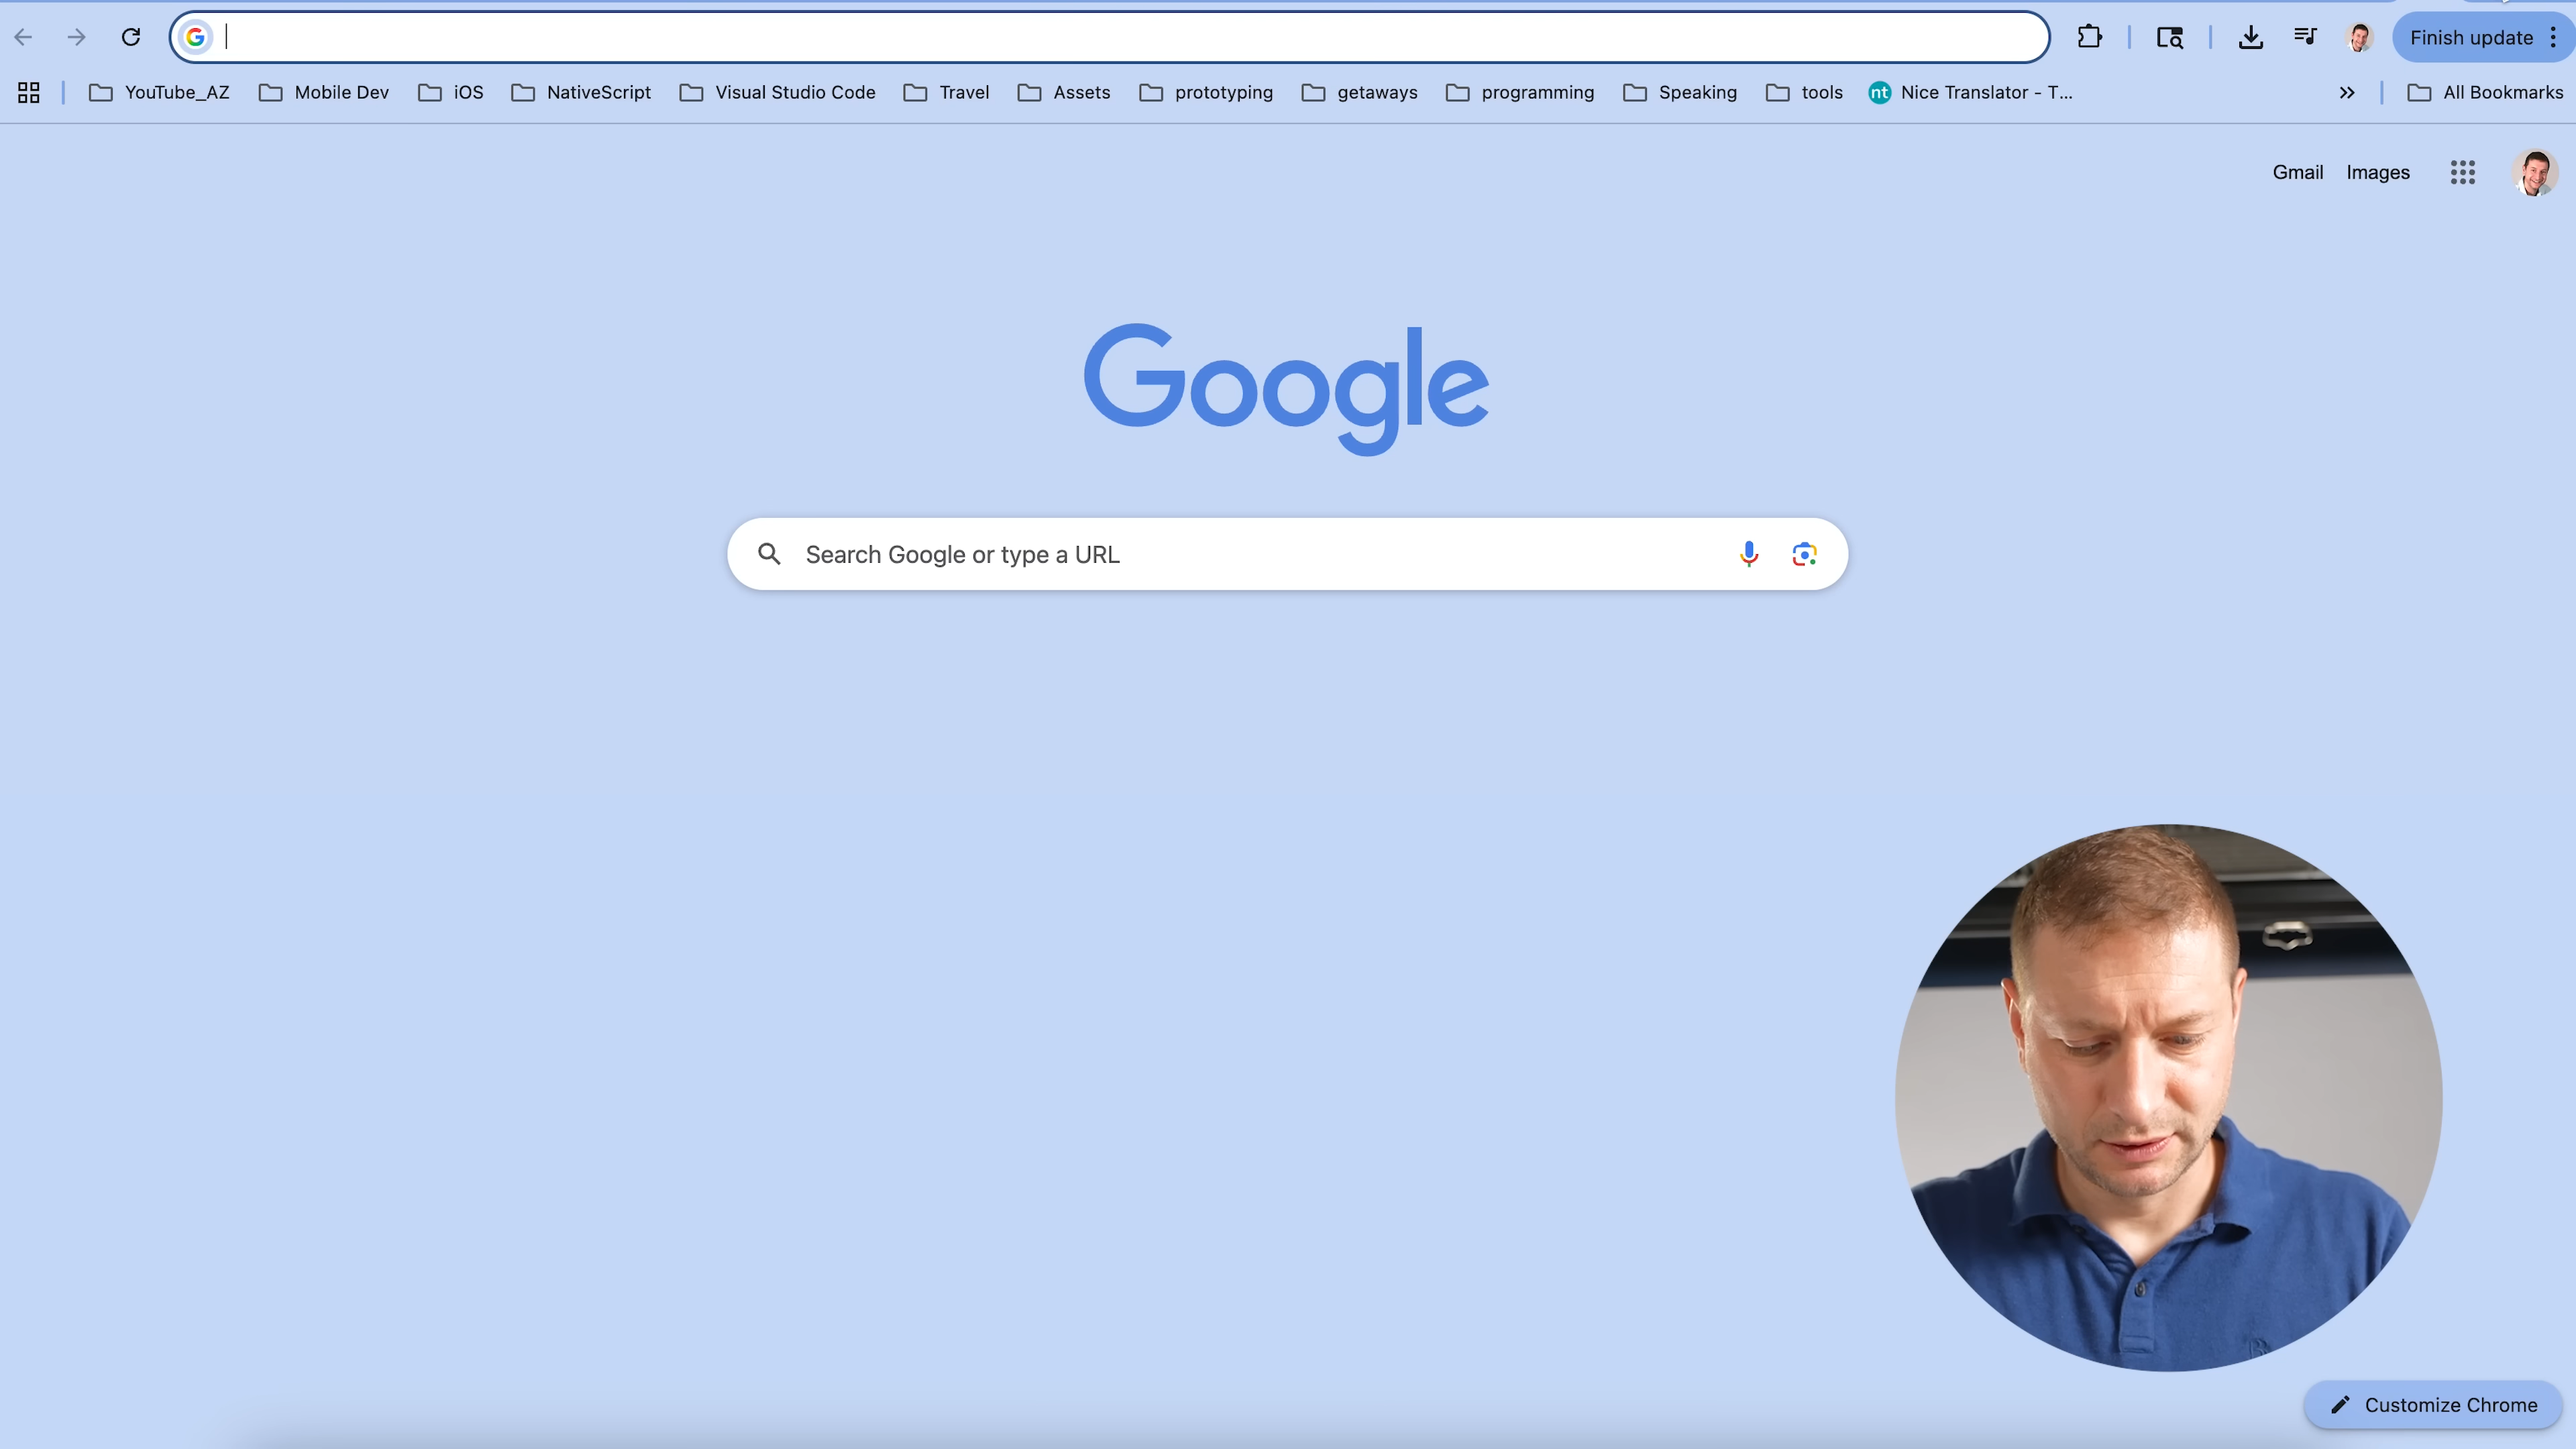 Finish update
YouTube_AZ Mobile Dev iOS NativeScript Visual Studio Code Travel Assets prototyping getaways programming Speaking tools nt Nice Translator - T... All Bookmarks
Gmail Images
Google
Search Google or type a URL
Customize Chrome